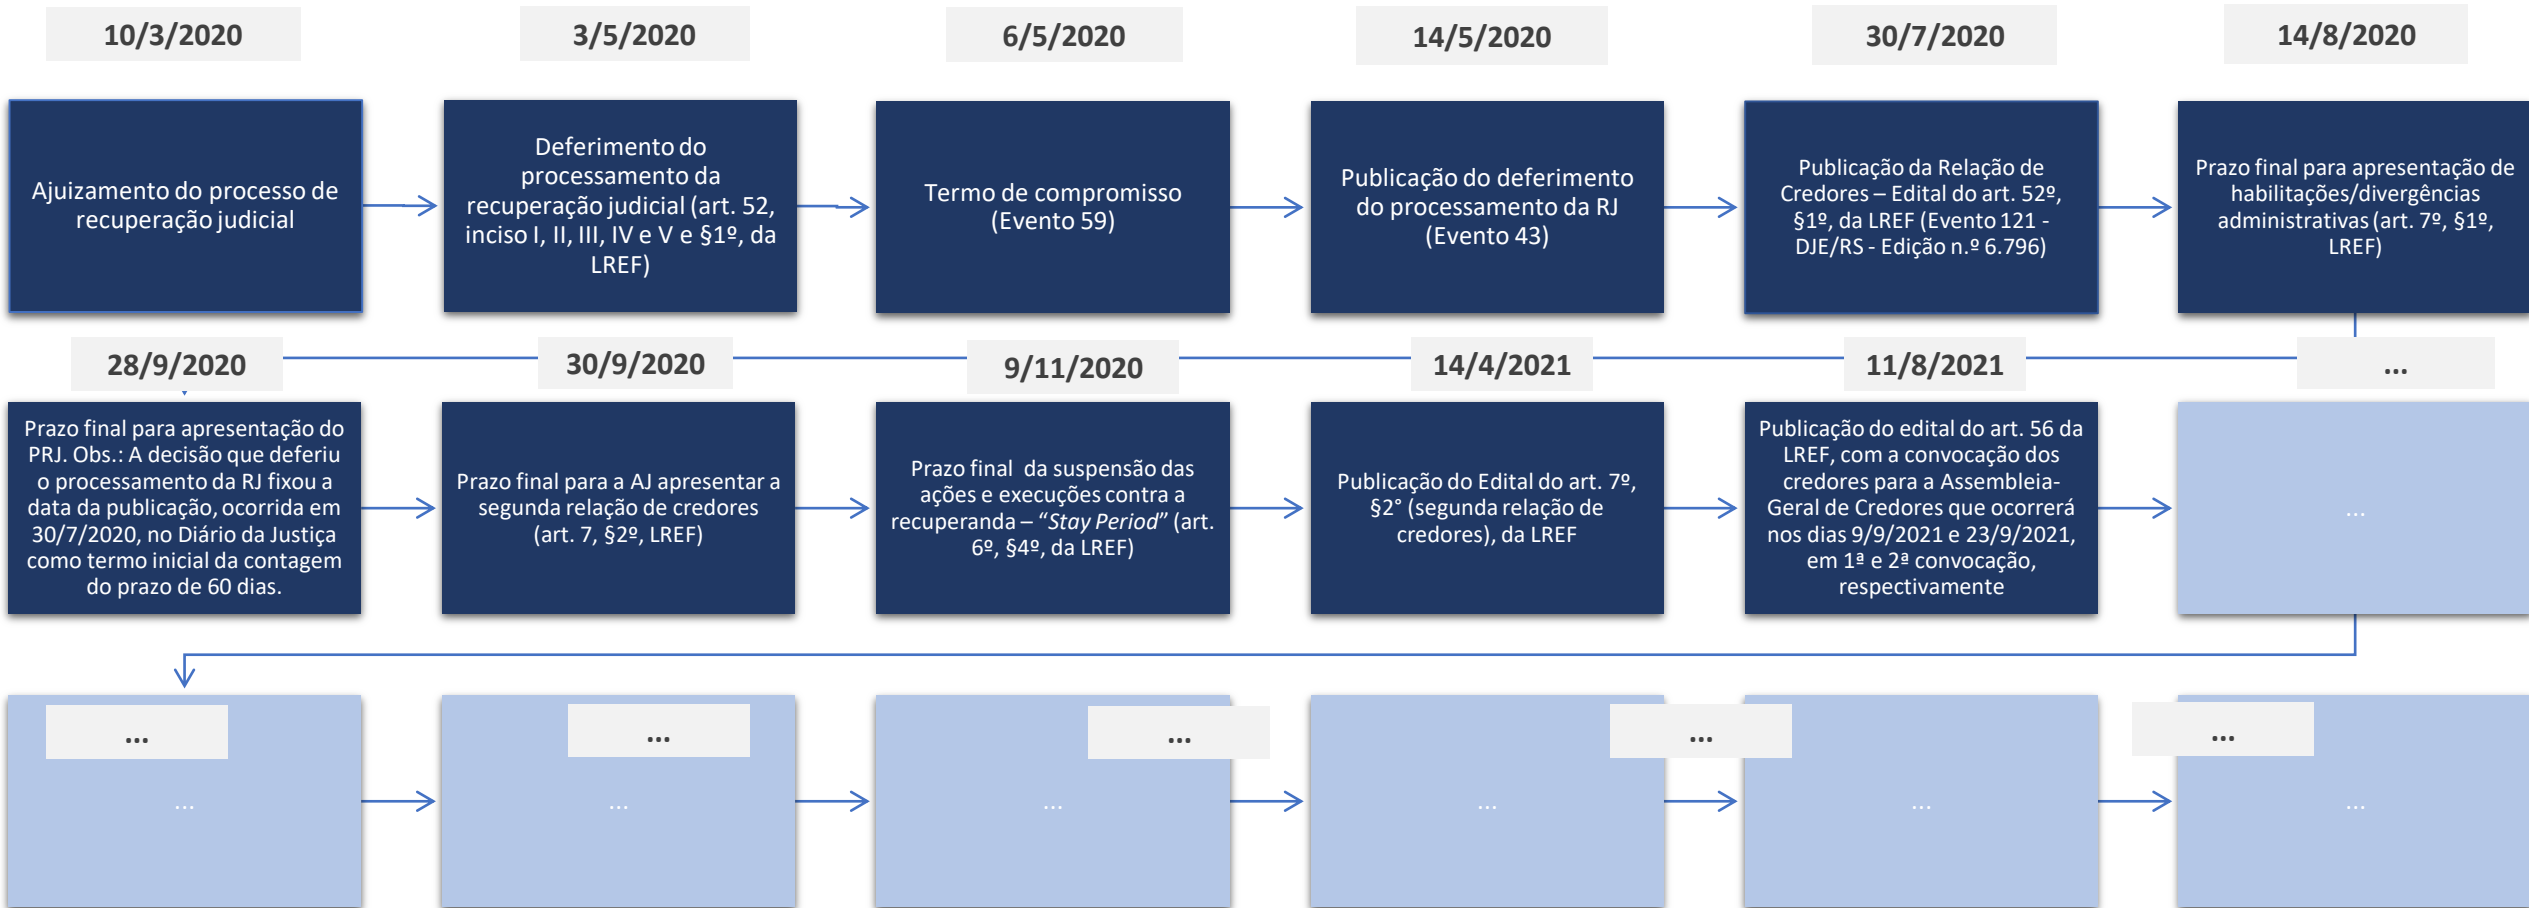 10/3/2020
3/5/2020
6/5/2020
14/5/2020
30/7/2020
14/8/2020
Ajuizamento do processo de
recuperação judicial
Deferimento do
processamento da
recuperação judicial (art. 52,
inciso I, II, III, IV e V e §1º, da
LREF)
Termo de compromisso
(Evento 59)
Publicação do deferimento
do processamento da RJ
(Evento 43)
Publicação da Relação de
Credores – Edital do art. 52º,
§1º, da LREF (Evento 121 -
DJE/RS - Edição n.º 6.796)
Prazo final para apresentação de
habilitações/divergências
administrativas (art. 7º, §1º,
LREF)
28/9/2020
30/9/2020
9/11/2020
14/4/2021
11/8/2021
...
Prazo final para apresentação do
PRJ. Obs.: A decisão que deferiu
o processamento da RJ fixou a
data da publicação, ocorrida em
30/7/2020, no Diário da Justiça
como termo inicial da contagem
do prazo de 60 dias.
Prazo final para a AJ apresentar a
segunda relação de credores
(art. 7, §2º, LREF)
Prazo final  da suspensão das
ações e execuções contra a
recuperanda – “Stay Period” (art.
6º, §4º, da LREF)
Publicação do Edital do art. 7º,
§2° (segunda relação de
credores), da LREF
Publicação do edital do art. 56 da
LREF, com a convocação dos
credores para a Assembleia-
Geral de Credores que ocorrerá
nos dias 9/9/2021 e 23/9/2021,
em 1ª e 2ª convocação,
respectivamente
...
...
...
...
...
...
...
...
...
...
...
...